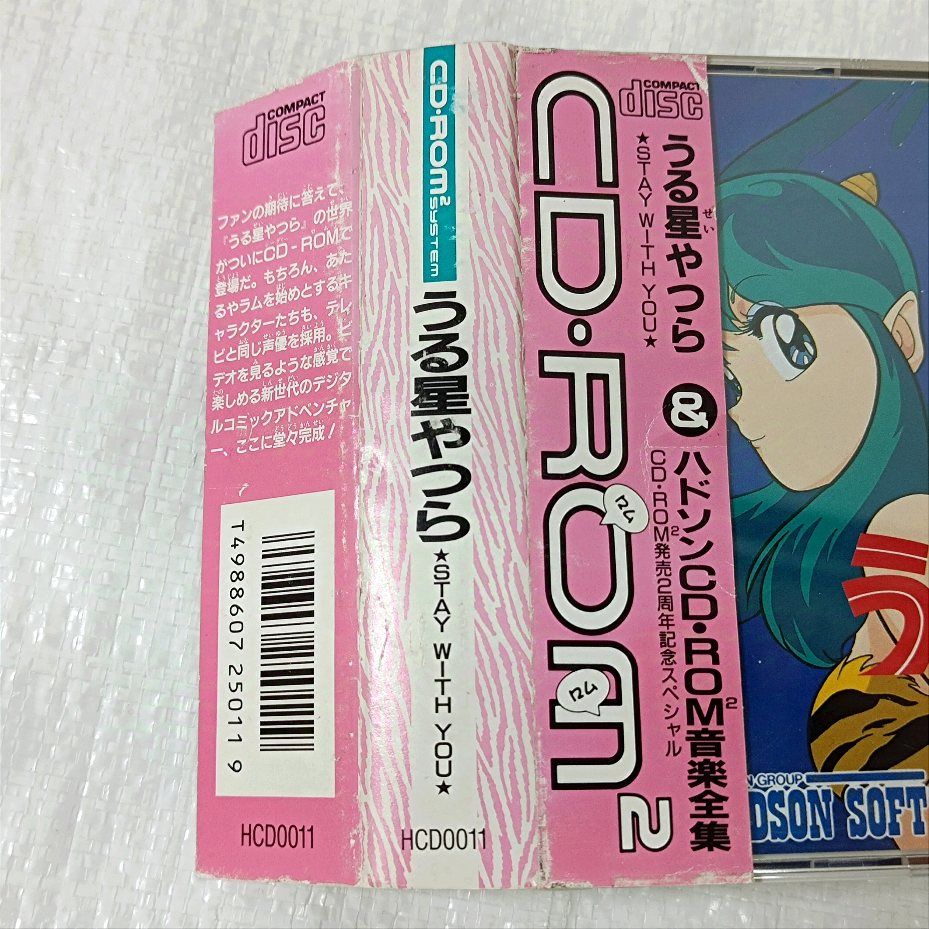 COMPACT
disc
ファンの期待に答えて、
『うる星やつら』の世界
がついにCD-ROMで
登場だ。もちろん、あた
るやラムを始めとするキ
ャラクターたちも、テレ
ビと同じ声優を採用。ビ
デオを見るような感覚で
楽しめる新世代のデジタ
ルコミックアドベンチャ
ー、ここに堂々完成!
T4988607 25011 9
HCD0011
CD・ROM² SYSTEM
うる星やつら
★STAY WITH YOU★
HCD0011
CD・ROM²
ロム
ロム
COMPACT
disc
うる星やつら
せい
★STAY WITH YOU★
&
ハドソンCD・ROM²音楽全集
CD・ROM²発売2周年記念スペシャル
う
N GROUP
DSON SOFT